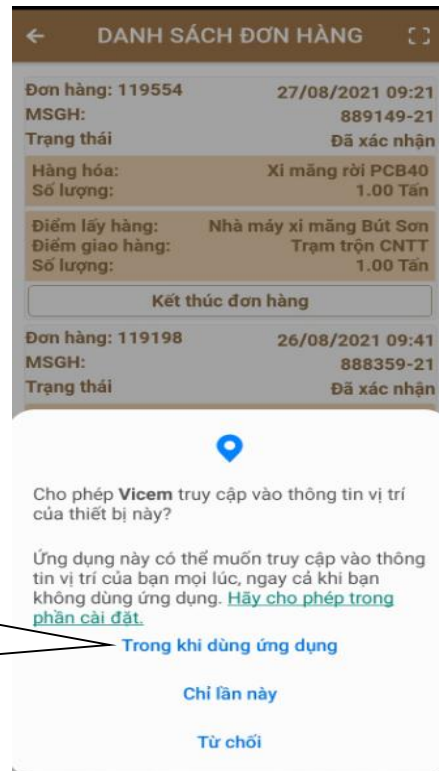 DANH SÁCH ĐƠN HÀNG
Đơn hàng: 119554 27/08/2021 09:21
MSGH: 889149-21
Trạng thái Đã xác nhận
Hàng hóa: Xi măng rời PCB40
Số lượng: 1.00 Tấn
Điểm lấy hàng: Nhà máy xi măng Bút Sơn
Điểm giao hàng: Trạm trộn CNTT
Số lượng: 1.00 Tấn
Kết thúc đơn hàng
Đơn hàng: 119198 26/08/2021 09:41
MSGH: 888359-21
Trạng thái Đã xác nhận
Cho phép Vicem truy cập vào thông tin vị trí
của thiết bị này?
Ứng dụng này có thể muốn truy cập vào thông
tin vị trí của bạn mọi lúc, ngay cả khi bạn
không dùng ứng dụng. Hãy cho phép trong
phần cài đặt.
Trong khi dùng ứng dụng
Chỉ lần này
Từ chối